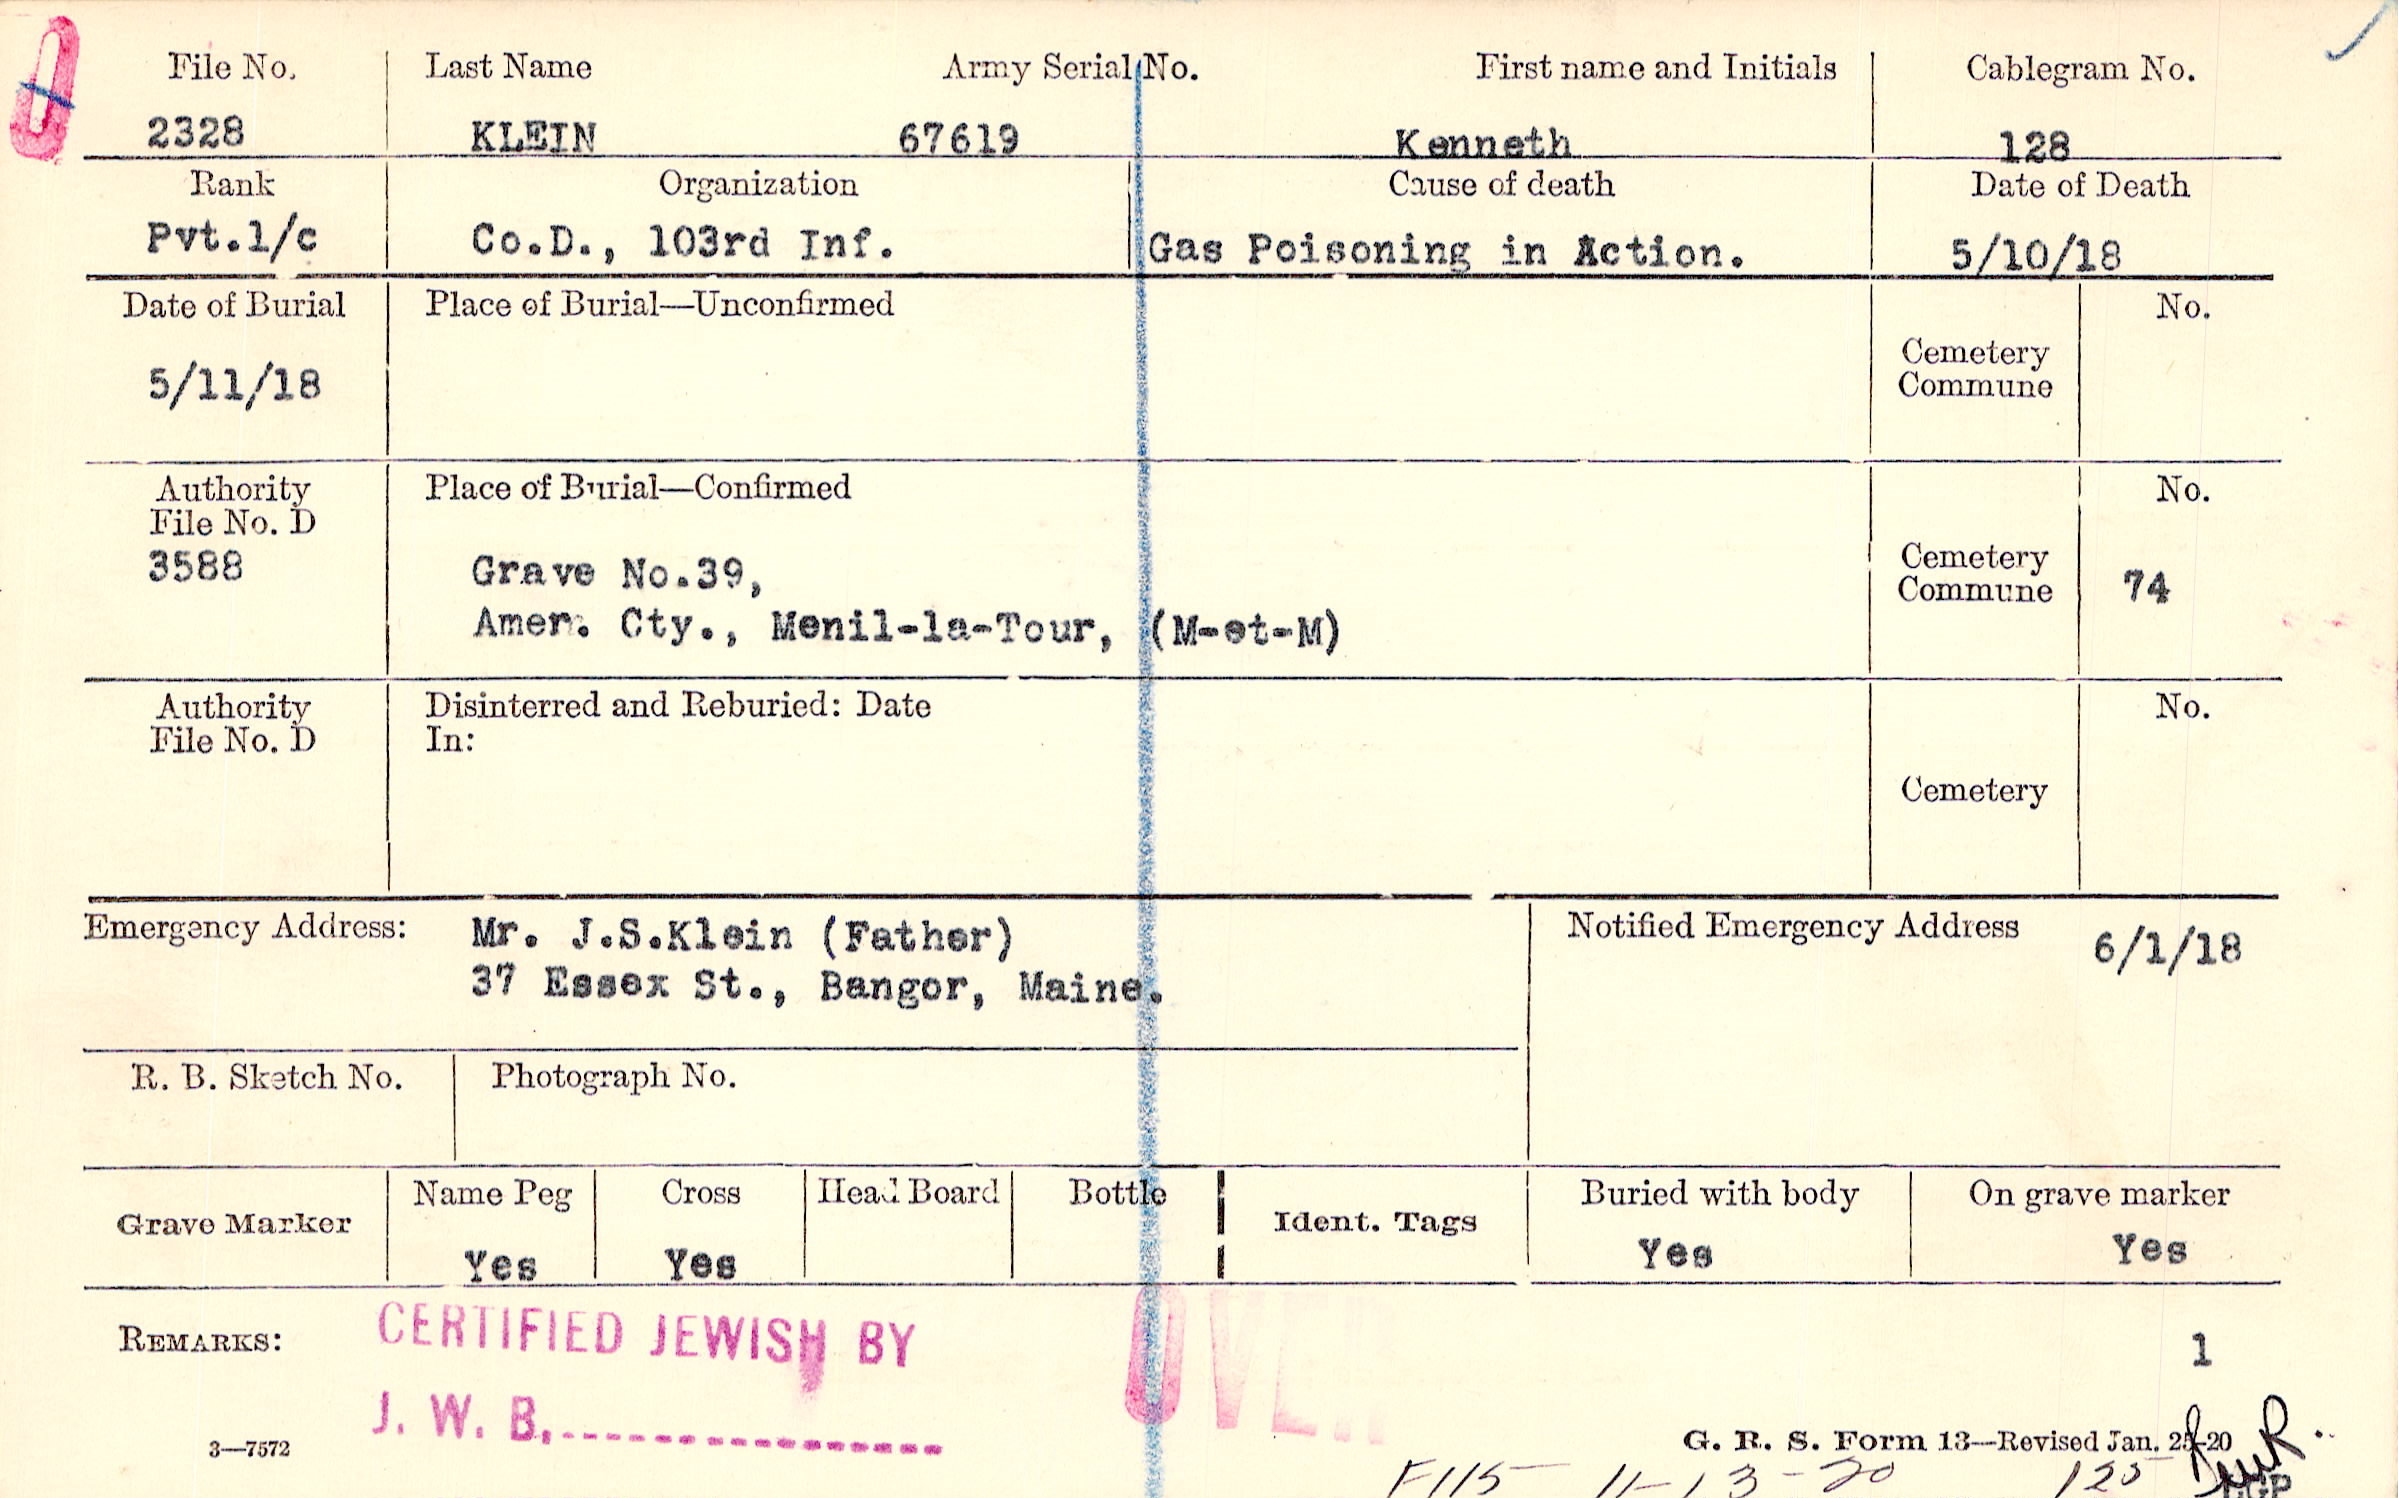 File No. Last Name Army Serial No. First name and Initials Cablegram No.
2328 KLEIN 67619 Kenneth 128
Rank Organization Cause of death Date of Death
Pvt.1/c Co.D., 103rd Inf. Gas Poisoning in Action. 5/10/18
Date of Burial Place of Burial—Unconfirmed No.
Cemetery
Commune
5/11/18
Authority Place of Burial—Confirmed No.
File No. D
3588 Grave No.39, Cemetery
Commune 74
Amer. Cty., Menil-la-Tour, (M-et-M)
Authority Disinterred and Reburied: Date No.
File No. D In:
Cemetery
Emergency Address: Mr. J.S.Klein (Father) Notified Emergency Address 6/1/18
37 Essex St., Bangor, Maine.
R. B. Sketch No. Photograph No.
Grave Marker Name Peg Cross Head Board Bottle Ident. Tags Buried with body On grave marker
Yes Yes Yes Yes
REMARKS: CERTIFIED JEWISH BY OVER 1
J. W. B.
3—7572 G. R. S. Form 13—Revised Jan. 25-20
F115 11-13-20 125